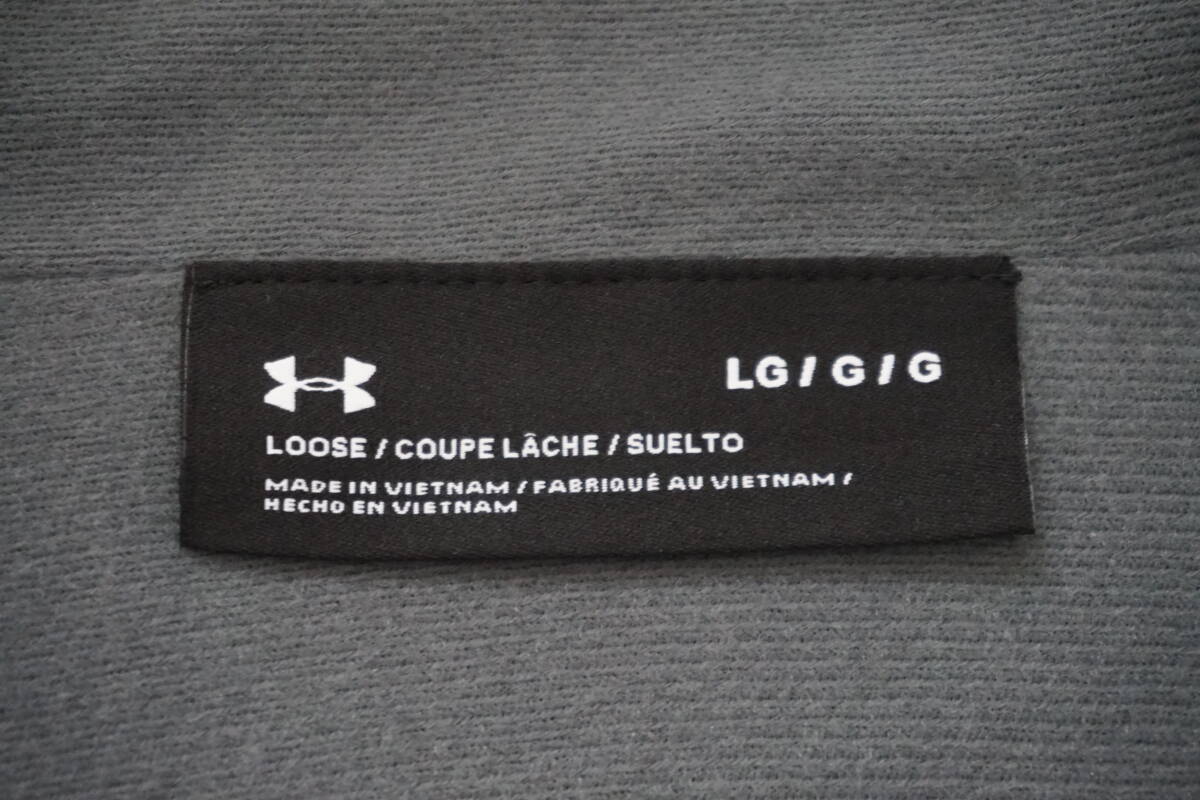 LG / G / G
LOOSE / COUPE LÂCHE / SUELTO
MADE IN VIETNAM / FABRIQUÉ AU VIETNAM /
HECHO EN VIETNAM